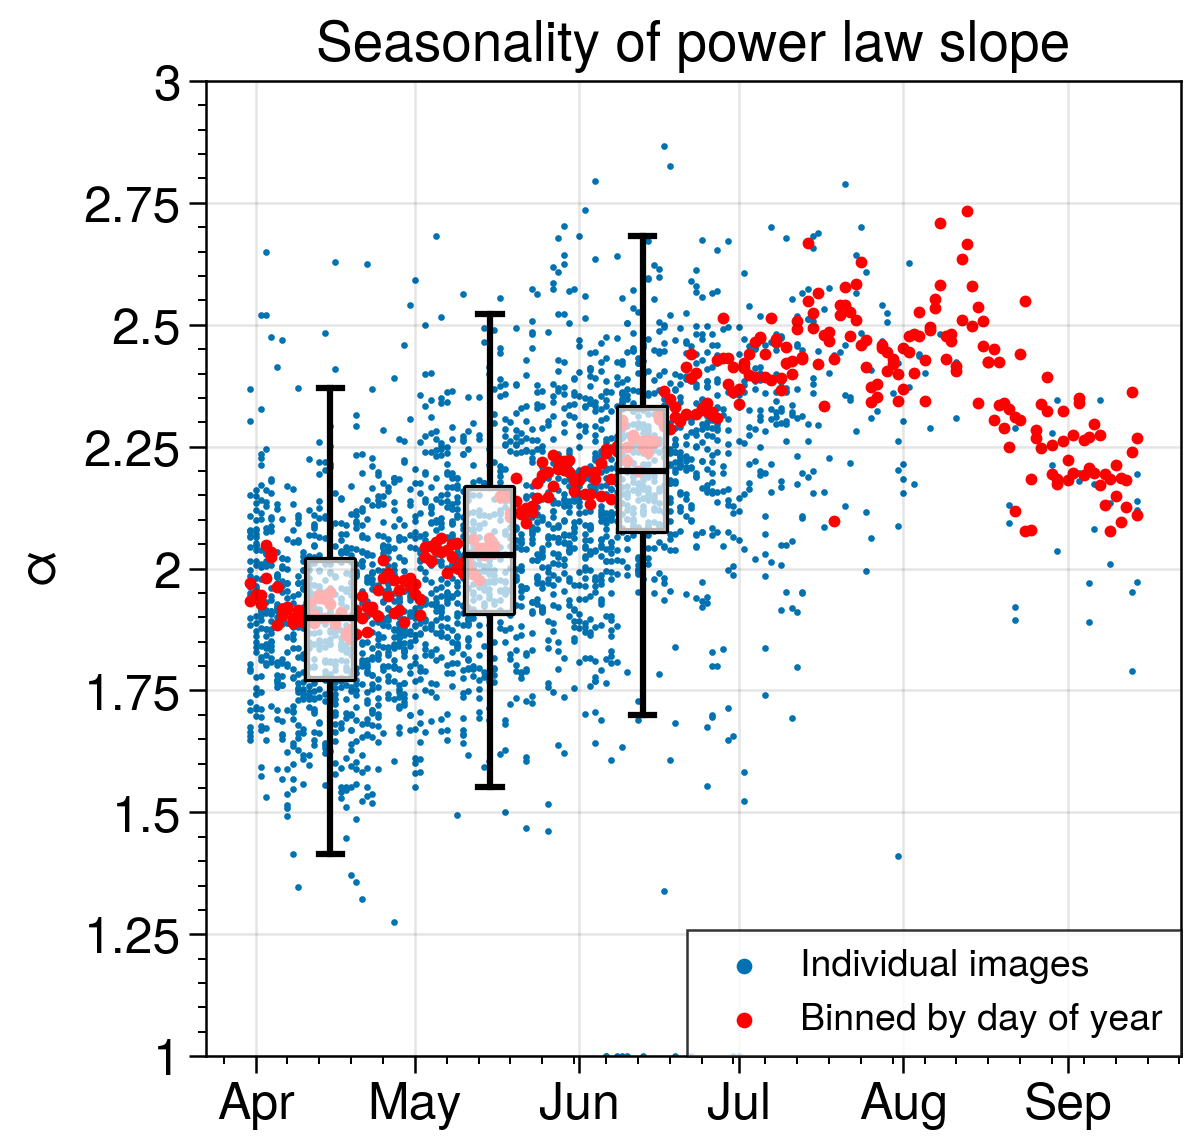 Seasonality of power law slope
3
2.75
2.5
2.25
2
1.75
1.5
1.25
1
α
Apr May Jun Jul Aug Sep
Individual images
Binned by day of year